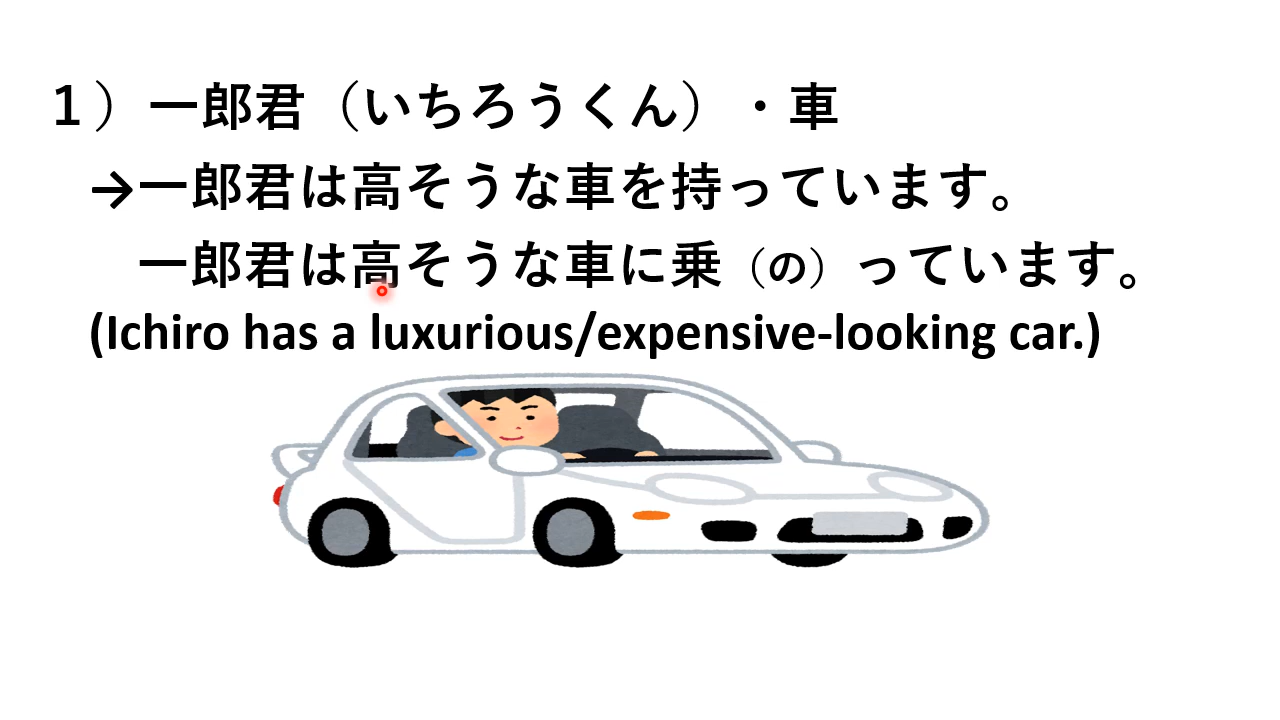 １）一郎君（いちろうくん）・車
→一郎君は高そうな車を持っています。
一郎君は高そうな車に乗（の）っています。
(Ichiro has a luxurious/expensive-looking car.)